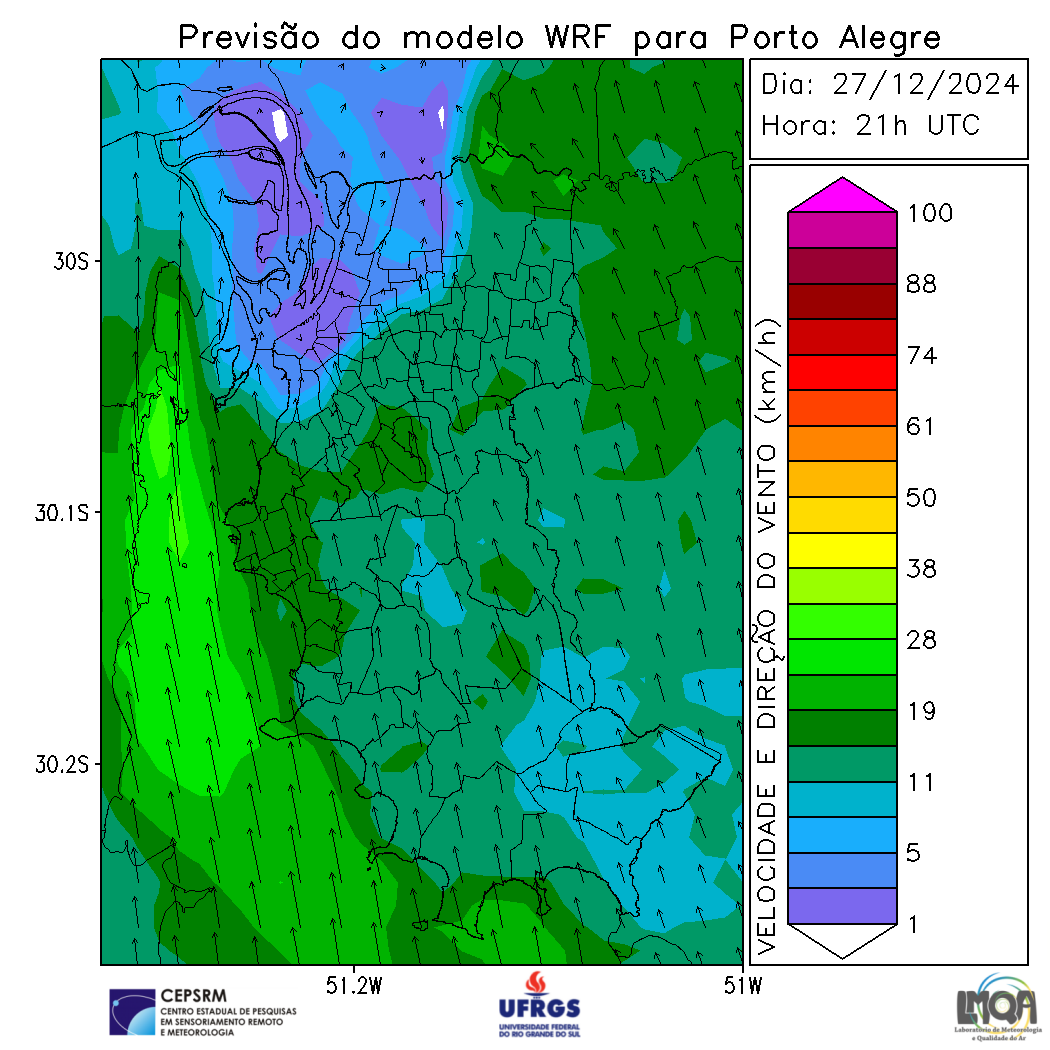 Previsão do modelo WRF para Porto Alegre
Dia: 27/12/2024
Hora: 21h UTC
VELOCIDADE E DIREÇÃO DO VENTO (km/h)
100
88
74
61
50
38
28
19
11
5
1
30S
30.1S
30.2S
51.2W
51W
CEPSRM
CENTRO ESTADUAL DE PESQUISAS
EM SENSORIAMENTO REMOTO
E METEOROLOGIA
UFRGS
UNIVERSIDADE FEDERAL
DO RIO GRANDE DO SUL
LMQA
Laboratório de Meteorologia
e Qualidade do Ar